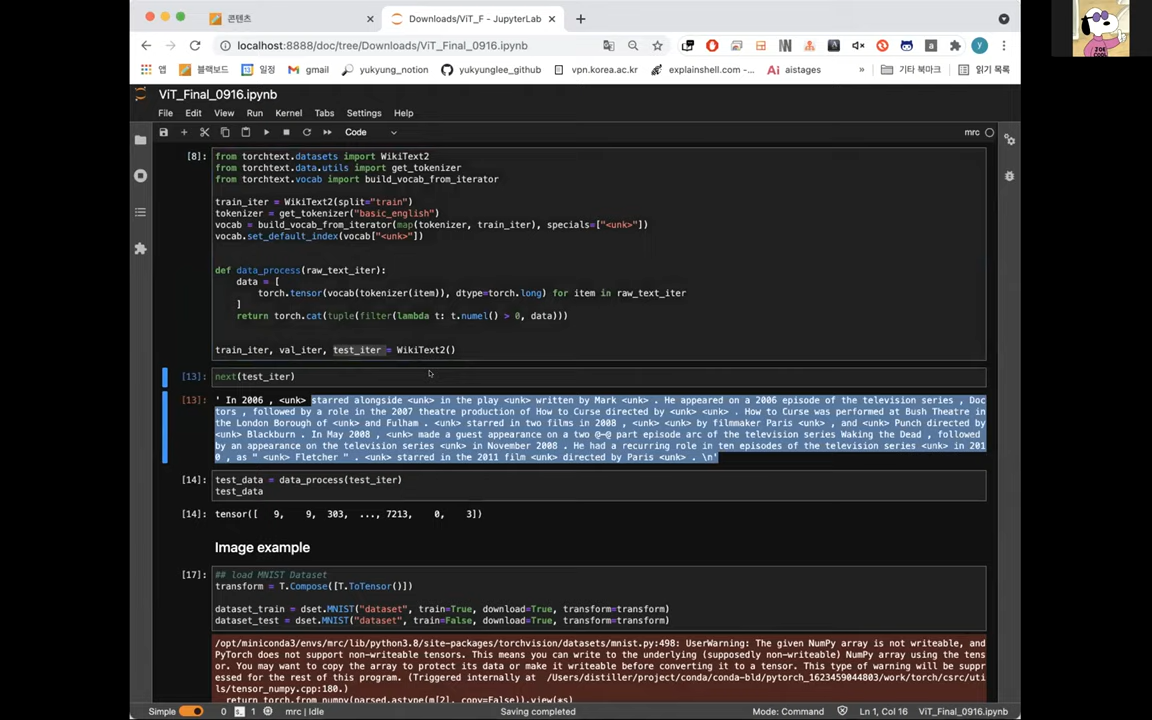 콘텐츠
Downloads/ViT_F - JupyterLab
localhost:8888/doc/tree/Downloads/ViT_Final_0916.ipynb
앱 블랙보드 일정 gmail yukyung_notion yukyunglee_github vpn.korea.ac.kr explainshell.com -... aistages » 기타 북마크 읽기 목록
ViT_Final_0916.ipynb
File Edit View Run Kernel Tabs Settings Help
Code mrc
[8]: from torchtext.datasets import WikiText2
from torchtext.data.utils import get_tokenizer
from torchtext.vocab import build_vocab_from_iterator
train_iter = WikiText2(split="train")
tokenizer = get_tokenizer("basic_english")
vocab = build_vocab_from_iterator(map(tokenizer, train_iter), specials=["<unk>"])
vocab.set_default_index(vocab["<unk>"])
def data_process(raw_text_iter):
data = [
torch.tensor(vocab(tokenizer(item)), dtype=torch.long) for item in raw_text_iter
]
return torch.cat(tuple(filter(lambda t: t.numel() > 0, data)))
train_iter, val_iter, test_iter = WikiText2()
[13]: next(test_iter)
[13]: ' In 2006 , <unk> starred alongside <unk> in the play <unk> written by Mark <unk> . He appeared on a 2006 episode of the television series , Doc
tors , followed by a role in the 2007 theatre production of How to Curse directed by <unk> <unk> . How to Curse was performed at Bush Theatre in
the London Borough of <unk> and Fulham . <unk> starred in two films in 2008 , <unk> <unk> by filmmaker Paris <unk> , and <unk> Punch directed by
<unk> Blackburn . In May 2008 , <unk> made a guest appearance on a two @-@ part episode arc of the television series Waking the Dead , followed
by an appearance on the television series <unk> in November 2008 . He had a recurring role in ten episodes of the television series <unk> in 201
0 , as " <unk> Fletcher " . <unk> starred in the 2011 film <unk> directed by Paris <unk> . \n'
[14]: test_data = data_process(test_iter)
test_data
[14]: tensor([ 9, 9, 303, ..., 7213, 0, 3])
Image example
[17]: ## load MNIST Dataset
transform = T.Compose([T.ToTensor()])
dataset_train = dset.MNIST("dataset", train=True, download=True, transform=transform)
dataset_test = dset.MNIST("dataset", train=False, download=True, transform=transform)
/opt/miniconda3/envs/mrc/lib/python3.8/site-packages/torchvision/datasets/mnist.py:498: UserWarning: The given NumPy array is not writeable, and
PyTorch does not support non-writeable tensors. This means you can write to the underlying (supposedly non-writeable) NumPy array using the tens
or. You may want to copy the array to protect its data or make it writeable before converting it to a tensor. This type of warning will be suppr
essed for the rest of this program. (Triggered internally at /Users/distiller/project/conda/conda-bld/pytorch_1623459044803/work/torch/csrc/uti
ls/tensor_numpy.cpp:180.)
return torch.from_numpy(parsed.astype(m[2], copy=False)).view(*s)
Simple 0 1 mrc | Idle Saving completed Mode: Command Ln 1, Col 16 ViT_Final_0916.ipynb